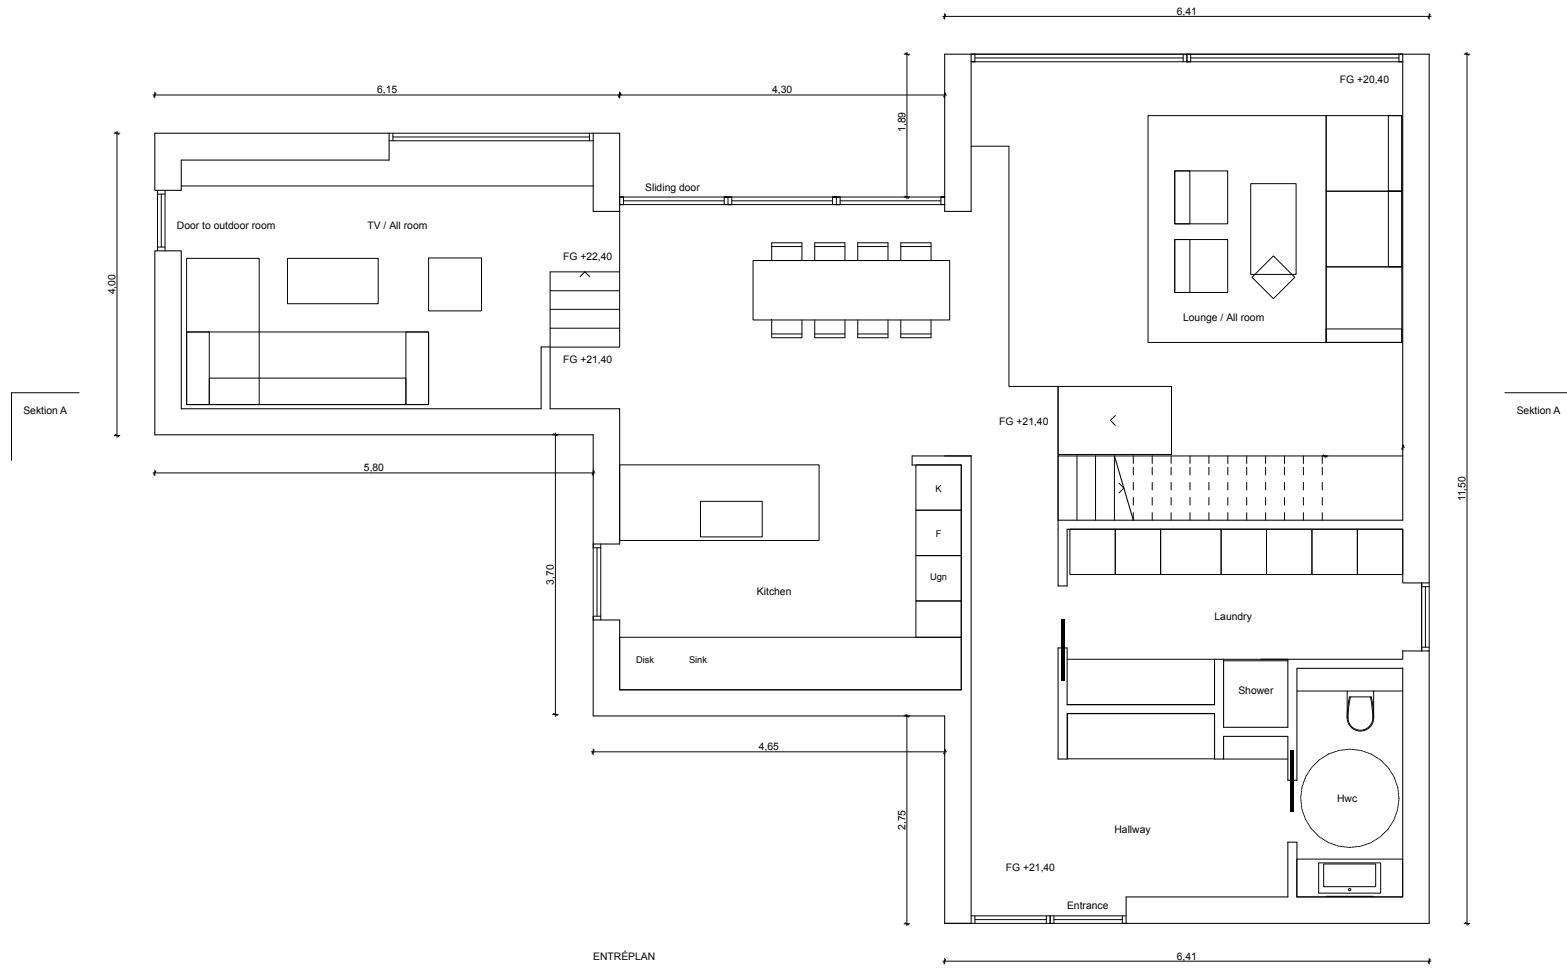 6,41
FG +20,40
6,15
4,30
1,89
Sliding door
Door to outdoor room
TV / All room
FG +22,40
4,00
Lounge / All room
FG +21,40
Sektion A
FG +21,40
Sektion A
5,80
K
11,50
F
3,70
Ugn
Kitchen
Laundry
Disk
Sink
Shower
4,65
Hwc
2,75
Hallway
FG +21,40
Entrance
ENTRÉPLAN
6,41